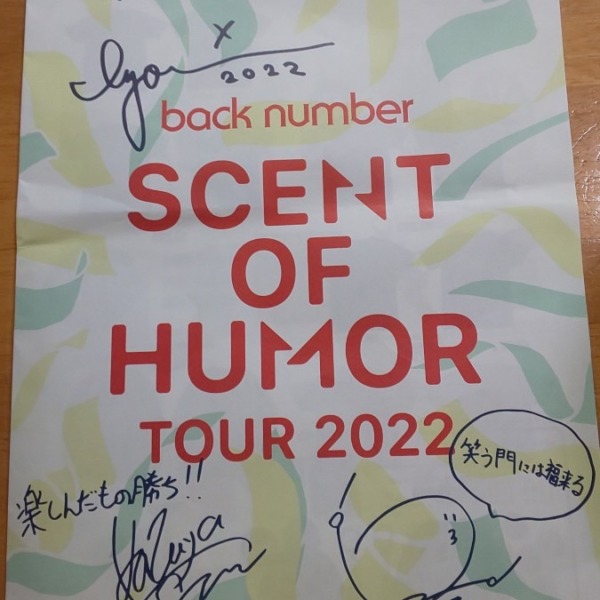 2022
back number
SCENT
OF
HUMOR
TOUR 2022
笑う門には福来る
楽しんだもの勝ち!!
Kazuya